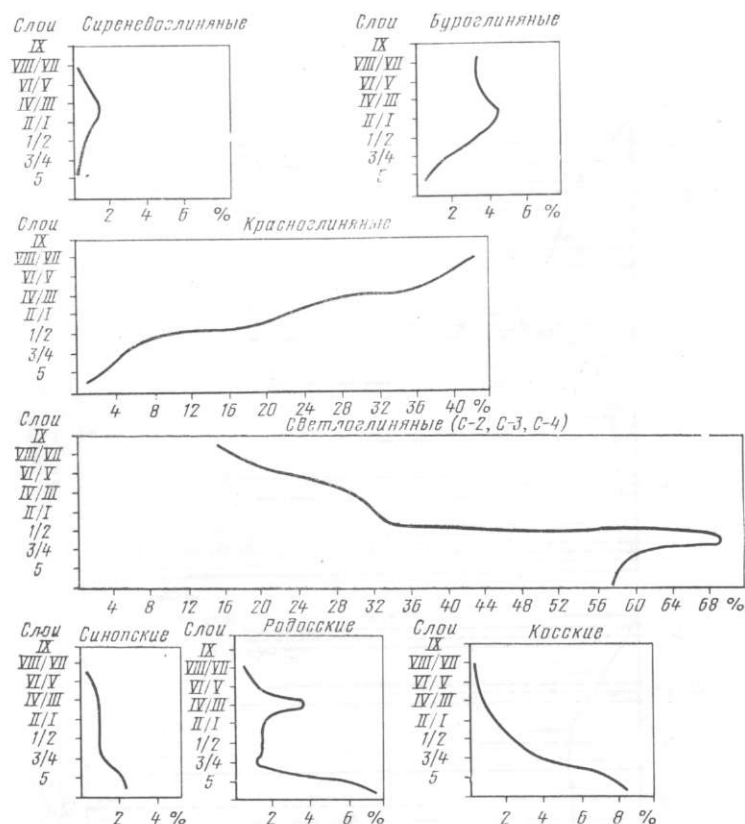 Слои Сиреневоглиняные
IX
VIII/VII
VI/V
IV/III
II/I
1/2
3/4
5
2 4 6 %
Слои Буроглиняные
IX
VIII/VII
VI/V
IV/III
II/I
1/2
3/4
5
2 4 6 %
Слои Красноглиняные
IX
VIII/VII
VI/V
IV/III
II/I
1/2
3/4
5
4 8 12 16 20 24 28 32 36 40 %
Слои Светлоглиняные (С-2, С-3, С-4)
IX
VIII/VII
VI/V
IV/III
II/I
1/2
3/4
5
4 8 12 16 20 24 28 32 36 40 44 48 52 56 60 64 68 %
Слои Синопские
IX
VIII/VII
VI/V
IV/III
II/I
1/2
3/4
5
2 4 %
Слои Родосские
IX
VIII/VII
VI/V
IV/III
II/I
1/2
3/4
5
2 4 6 %
Слои Косские
IX
VIII/VII
VI/V
IV/III
II/I
1/2
3/4
5
2 4 6 8 %